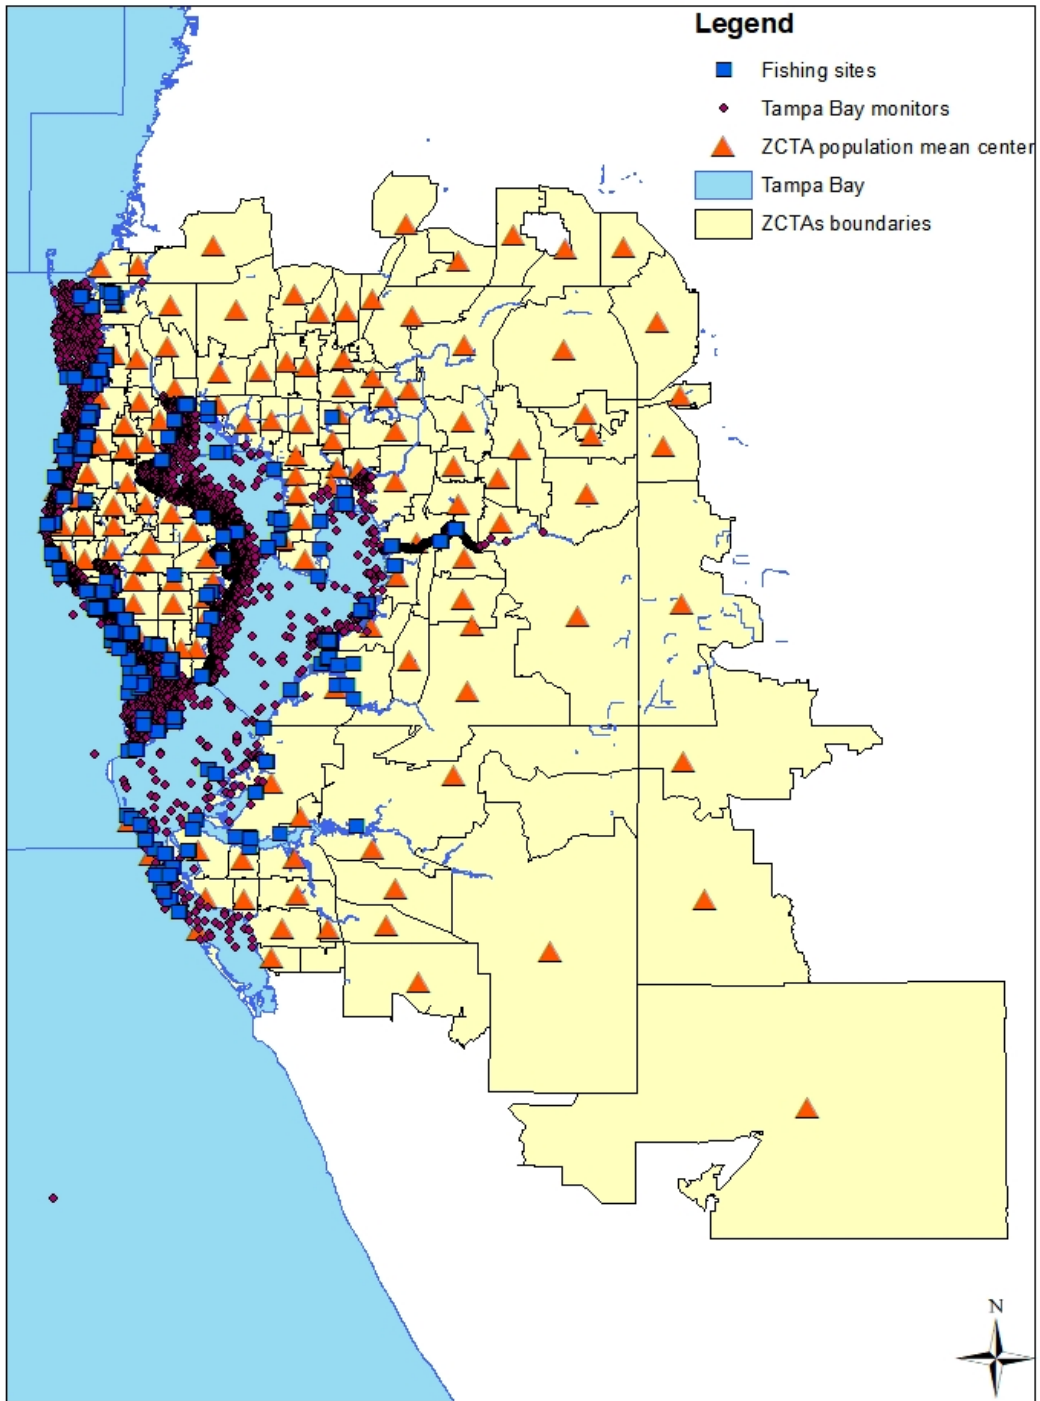 Legend
Fishing sites
Tampa Bay monitors
ZCTA population mean center
Tampa Bay
ZCTAs boundaries
N